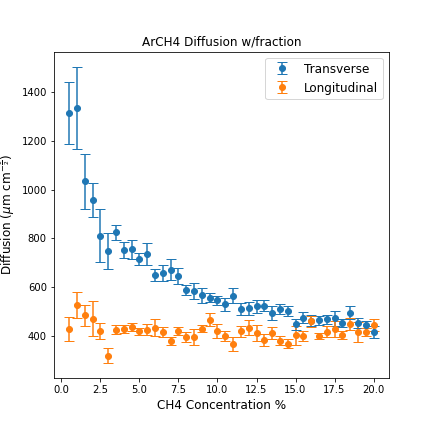 ArCH4 Diffusion w/fraction
Transverse
Longitudinal
Diffusion (μm cm^{-1/2})
1400
1200
1000
800
600
400
0.0 2.5 5.0 7.5 10.0 12.5 15.0 17.5 20.0
CH4 Concentration %